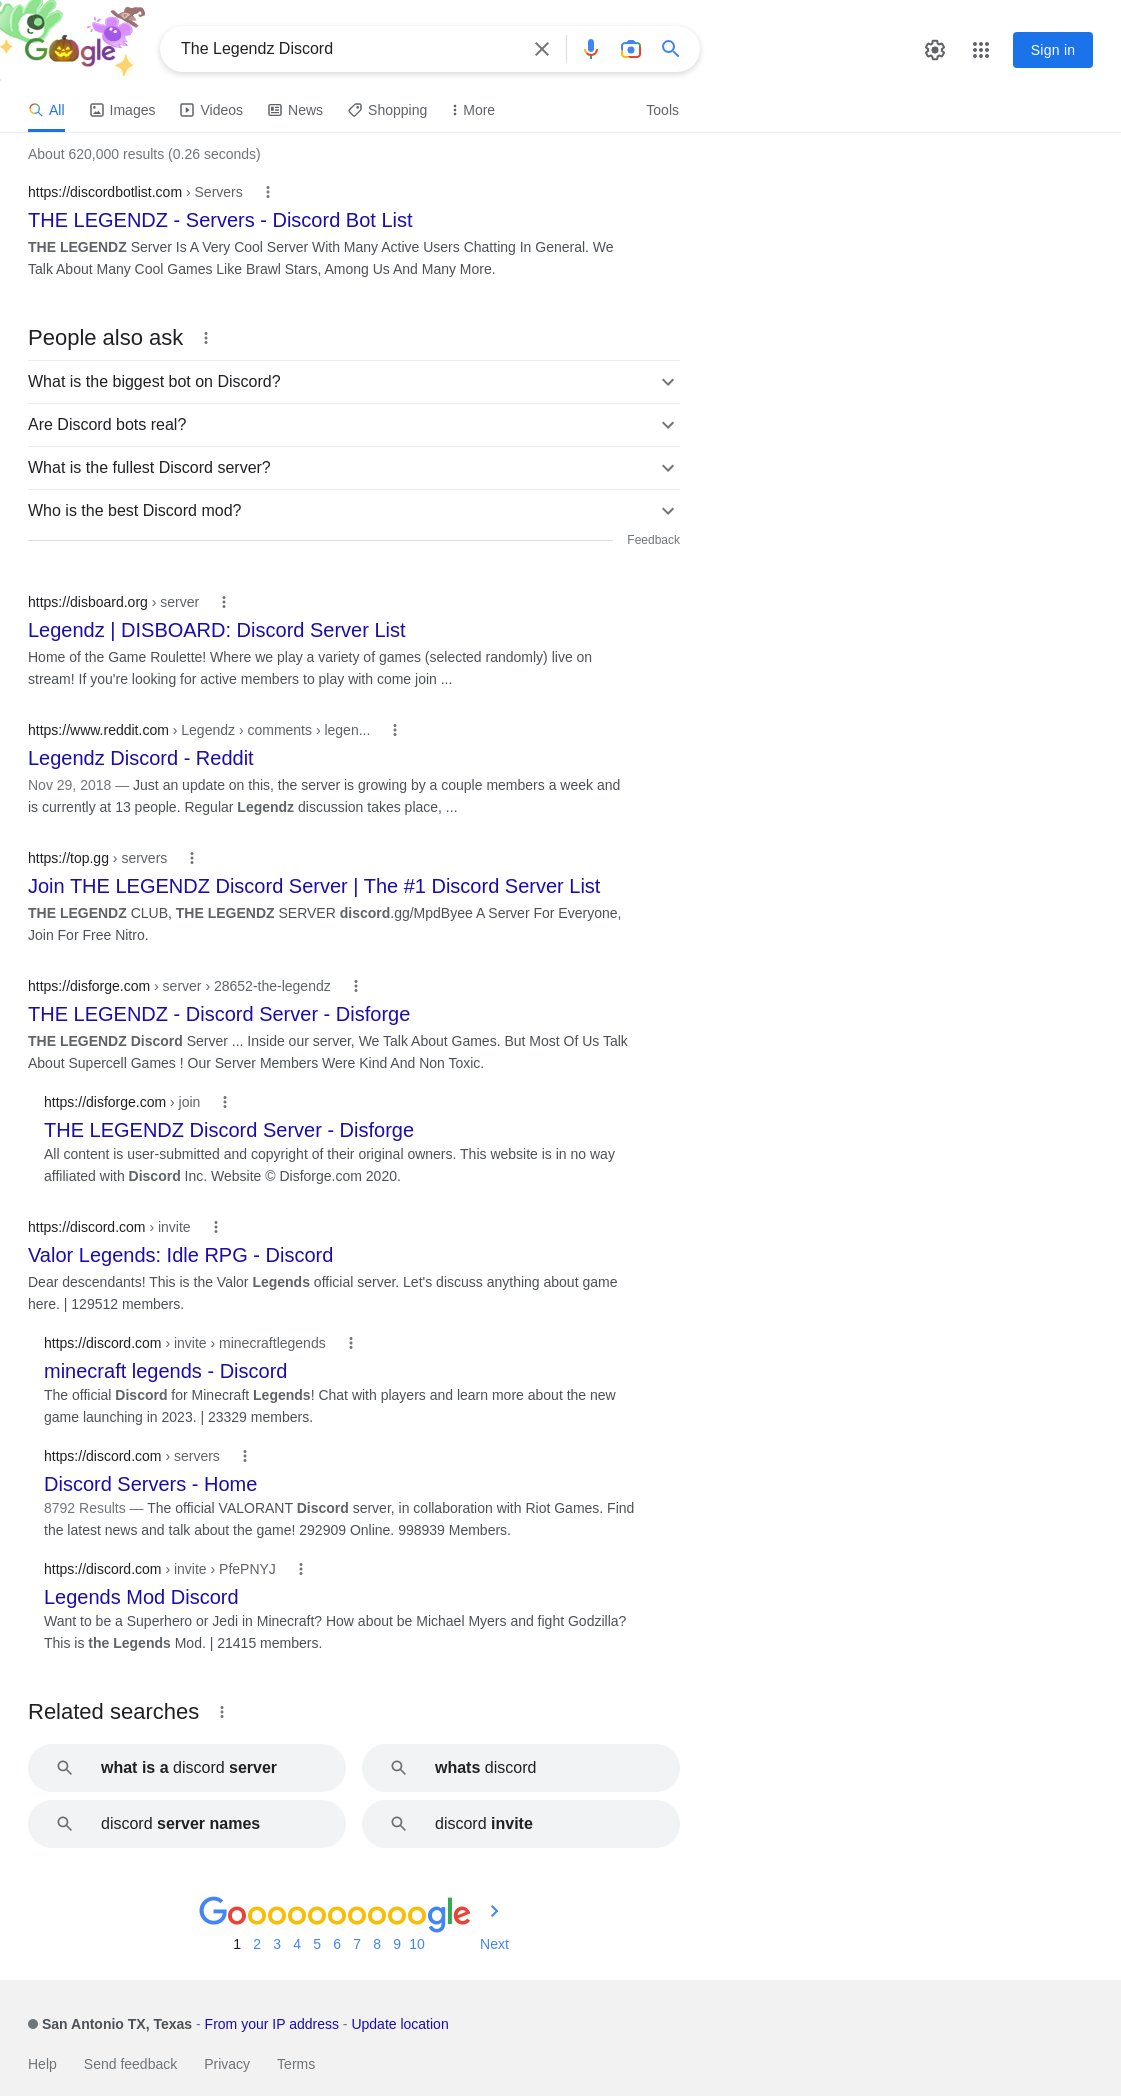 Google
The Legendz Discord
Sign in
All
Images
Videos
News
Shopping
More
Tools
About 620,000 results (0.26 seconds)
https://discordbotlist.com › Servers
THE LEGENDZ - Servers - Discord Bot List
THE LEGENDZ Server Is A Very Cool Server With Many Active Users Chatting In General. We
Talk About Many Cool Games Like Brawl Stars, Among Us And Many More.
People also ask
What is the biggest bot on Discord?
Are Discord bots real?
What is the fullest Discord server?
Who is the best Discord mod?
Feedback
https://disboard.org › server
Legendz | DISBOARD: Discord Server List
Home of the Game Roulette! Where we play a variety of games (selected randomly) live on
stream! If you're looking for active members to play with come join ...
https://www.reddit.com › Legendz › comments › legen...
Legendz Discord - Reddit
Nov 29, 2018 — Just an update on this, the server is growing by a couple members a week and
is currently at 13 people. Regular Legendz discussion takes place, ...
https://top.gg › servers
Join THE LEGENDZ Discord Server | The #1 Discord Server List
THE LEGENDZ CLUB, THE LEGENDZ SERVER discord.gg/MpdByee A Server For Everyone,
Join For Free Nitro.
https://disforge.com › server › 28652-the-legendz
THE LEGENDZ - Discord Server - Disforge
THE LEGENDZ Discord Server ... Inside our server, We Talk About Games. But Most Of Us Talk
About Supercell Games ! Our Server Members Were Kind And Non Toxic.
https://disforge.com › join
THE LEGENDZ Discord Server - Disforge
All content is user-submitted and copyright of their original owners. This website is in no way
affiliated with Discord Inc. Website © Disforge.com 2020.
https://discord.com › invite
Valor Legends: Idle RPG - Discord
Dear descendants! This is the Valor Legends official server. Let's discuss anything about game
here. | 129512 members.
https://discord.com › invite › minecraftlegends
minecraft legends - Discord
The official Discord for Minecraft Legends! Chat with players and learn more about the new
game launching in 2023. | 23329 members.
https://discord.com › servers
Discord Servers - Home
8792 Results — The official VALORANT Discord server, in collaboration with Riot Games. Find
the latest news and talk about the game! 292909 Online. 998939 Members.
https://discord.com › invite › PfePNYJ
Legends Mod Discord
Want to be a Superhero or Jedi in Minecraft? How about be Michael Myers and fight Godzilla?
This is the Legends Mod. | 21415 members.
Related searches
what is a discord server
whats discord
discord server names
discord invite
Goooooooooogle
1 2 3 4 5 6 7 8 9 10 Next
San Antonio TX, Texas - From your IP address - Update location
Help Send feedback Privacy Terms